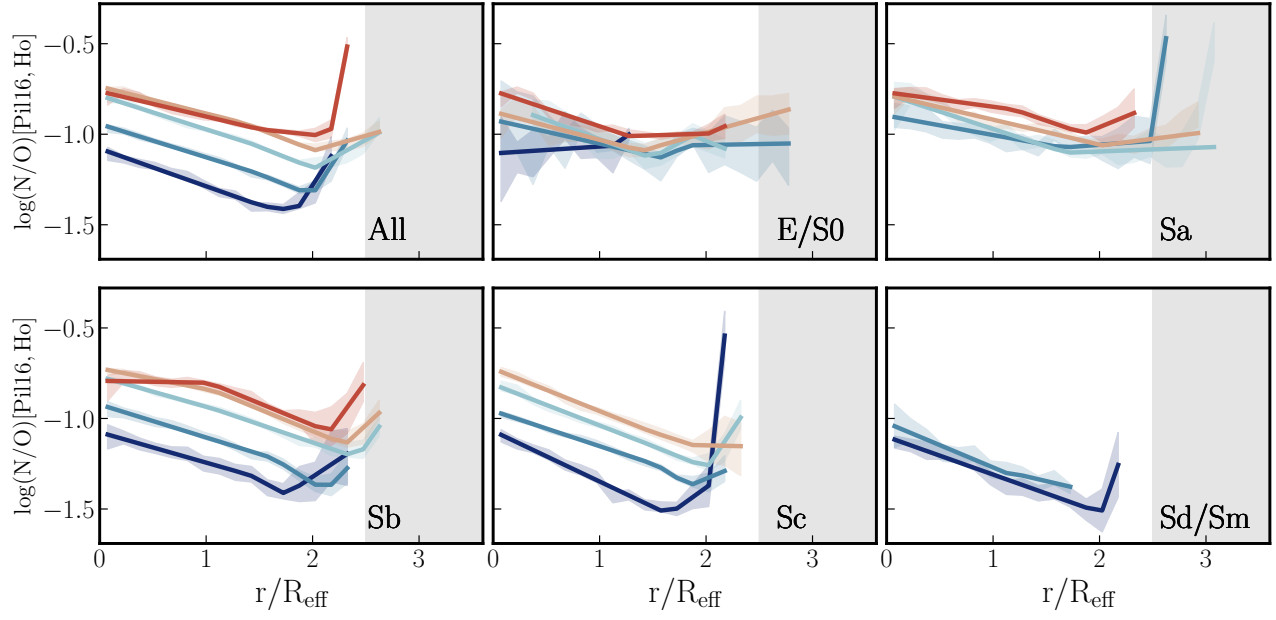 log(N/O)[Pil16, Ho]
−0.5
−1.0
−1.5
All
E/S0
Sa
log(N/O)[Pil16, Ho]
−0.5
−1.0
−1.5
Sb
Sc
Sd/Sm
0 1 2 3 0 1 2 3 0 1 2 3
r/R_eff r/R_eff r/R_eff